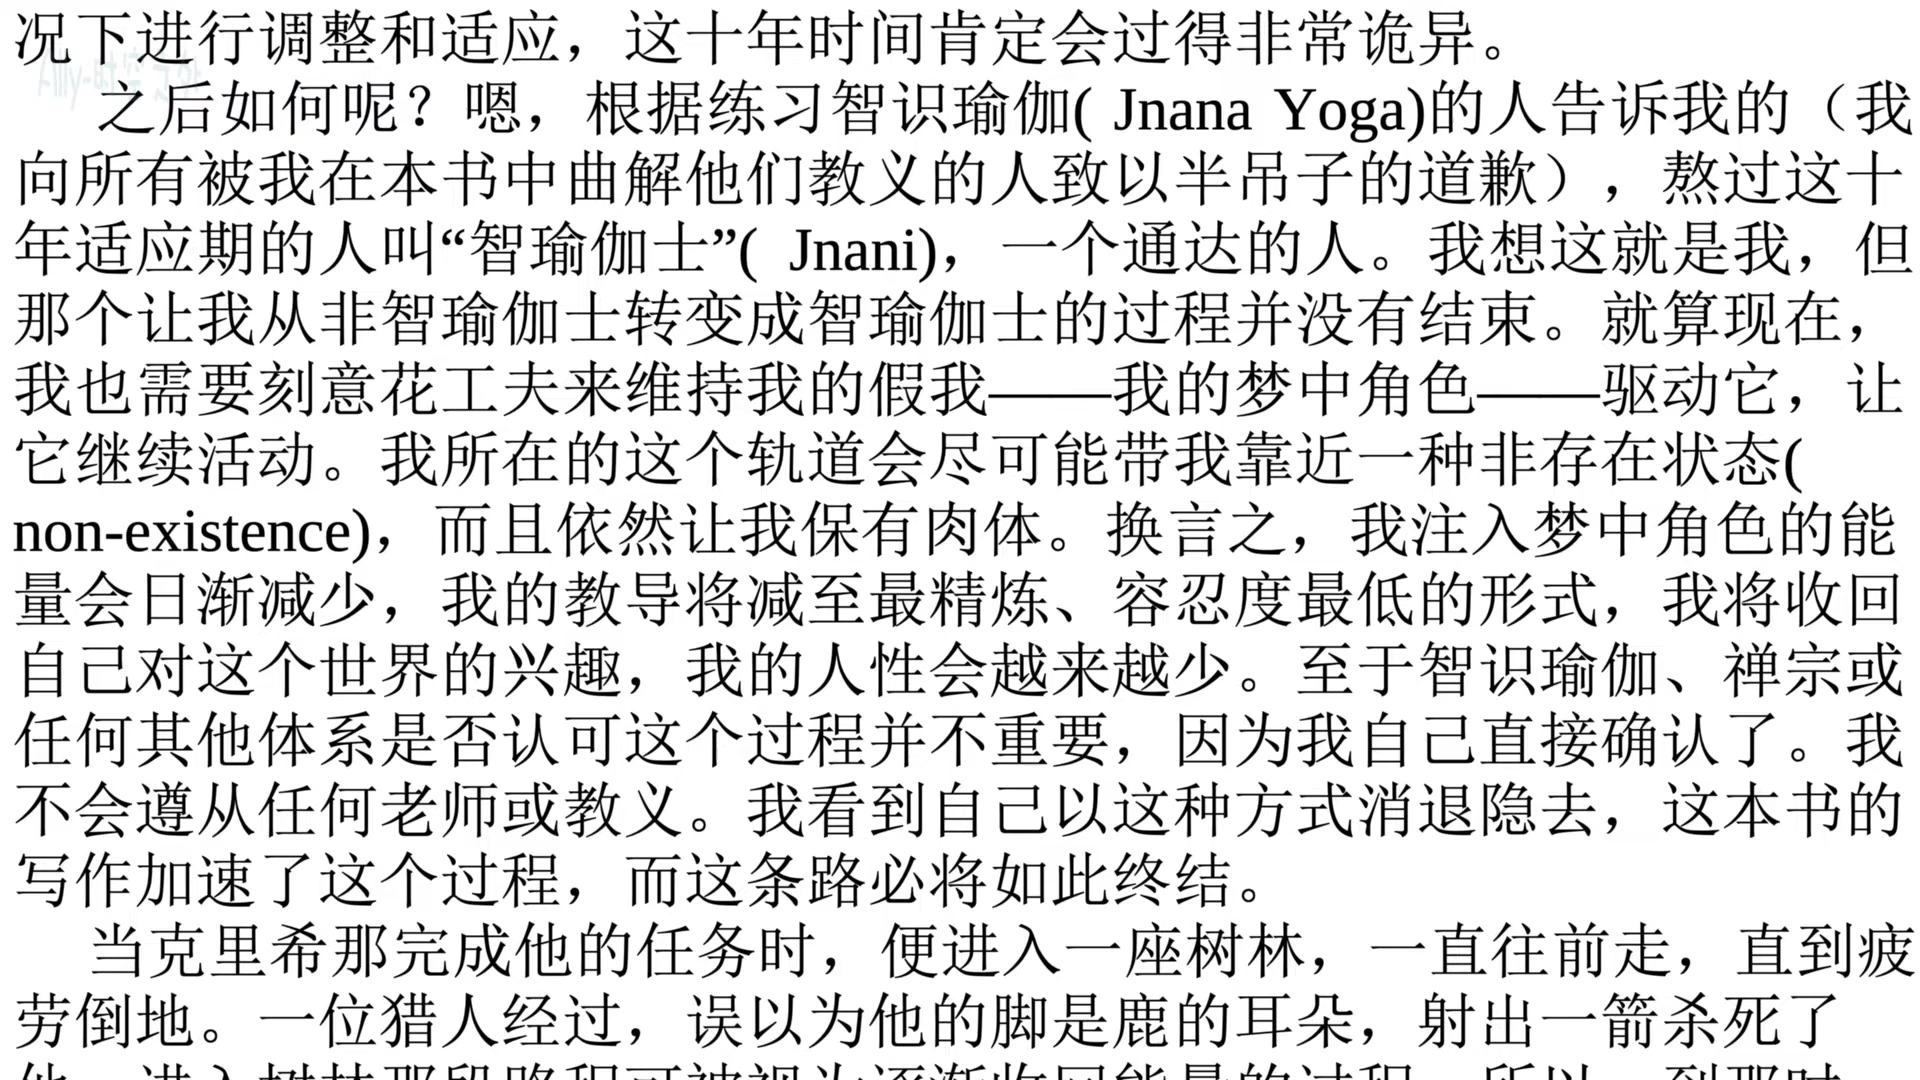 况下进行调整和适应，这十年时间肯定会过得非常诡异。
之后如何呢？嗯，根据练习智识瑜伽( Jnana Yoga)的人告诉我的（我
向所有被我在本书中曲解他们教义的人致以半吊子的道歉），熬过这十
年适应期的人叫“智瑜伽士”( Jnani)，一个通达的人。我想这就是我，但
那个让我从非智瑜伽士转变成智瑜伽士的过程并没有结束。就算现在，
我也需要刻意花工夫来维持我的假我——我的梦中角色——驱动它，让
它继续活动。我所在的这个轨道会尽可能带我靠近一种非存在状态(
non-existence)，而且依然让我保有肉体。换言之，我注入梦中角色的能
量会日渐减少，我的教导将减至最精炼、容忍度最低的形式，我将收回
自己对这个世界的兴趣，我的人性会越来越少。至于智识瑜伽、禅宗或
任何其他体系是否认可这个过程并不重要，因为我自己直接确认了。我
不会遵从任何老师或教义。我看到自己以这种方式消退隐去，这本书的
写作加速了这个过程，而这条路必将如此终结。
当克里希那完成他的任务时，便进入一座树林，一直往前走，直到疲
劳倒地。一位猎人经过，误以为他的脚是鹿的耳朵，射出一箭杀死了